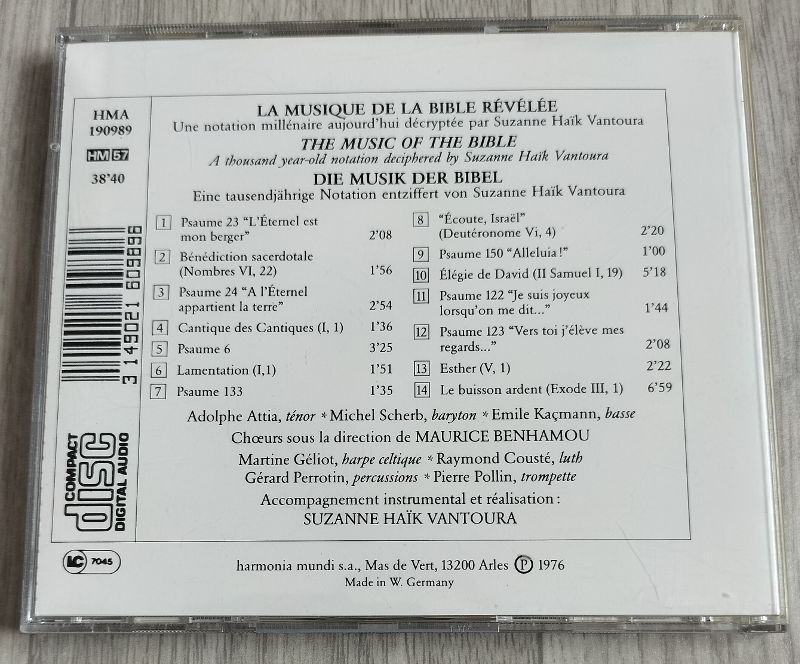 HMA
190989
HM 57
38'40
LA MUSIQUE DE LA BIBLE RÉVÉLÉE
Une notation millénaire aujourd'hui décryptée par Suzanne Haïk Vantoura
THE MUSIC OF THE BIBLE
A thousand year-old notation deciphered by Suzanne Haïk Vantoura
DIE MUSIK DER BIBEL
Eine tausendjährige Notation entziffert von Suzanne Haïk Vantoura
1 Psaume 23 "L'Éternel est
mon berger" 2'08
2 Bénédiction sacerdotale
(Nombres VI, 22) 1'56
3 Psaume 24 "A l'Éternel
appartient la terre" 2'54
4 Cantique des Cantiques (I, 1) 1'36
5 Psaume 6 3'25
6 Lamentation (I,1) 1'51
7 Psaume 133 1'35
8 "Écoute, Israël"
(Deutéronome Vi, 4) 2'20
9 Psaume 150 "Alleluia!" 1'00
10 Élégie de David (II Samuel I, 19) 5'18
11 Psaume 122 "Je suis joyeux
lorsqu'on me dit..." 1'44
12 Psaume 123 "Vers toi j'élève mes
regards..." 2'08
13 Esther (V, 1) 2'22
14 Le buisson ardent (Exode III, 1) 6'59
Adolphe Attia, ténor * Michel Scherb, baryton * Emile Kaçmann, basse
Chœurs sous la direction de MAURICE BENHAMOU
Martine Géliot, harpe celtique * Raymond Cousté, luth
Gérard Perrotin, percussions * Pierre Pollin, trompette
Accompagnement instrumental et réalisation :
SUZANNE HAÏK VANTOURA
3 149021 609896
COMPACT
disc
DIGITAL AUDIO
LC 7045
harmonia mundi s.a., Mas de Vert, 13200 Arles Ⓟ 1976
Made in W. Germany